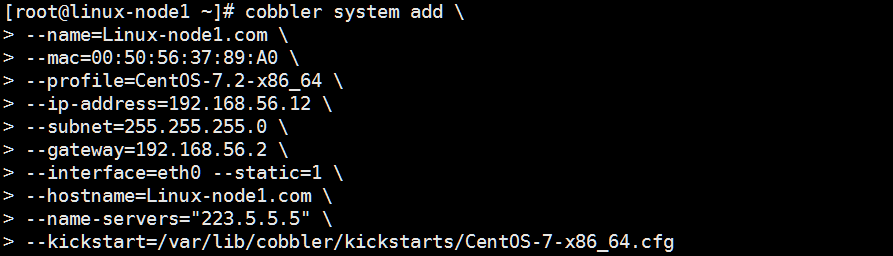 [root@linux-node1 ~]# cobbler system add \
> --name=Linux-node1.com \
> --mac=00:50:56:37:89:A0 \
> --profile=CentOS-7.2-x86_64 \
> --ip-address=192.168.56.12 \
> --subnet=255.255.255.0 \
> --gateway=192.168.56.2 \
> --interface=eth0 --static=1 \
> --hostname=Linux-node1.com \
> --name-servers="223.5.5.5" \
> --kickstart=/var/lib/cobbler/kickstarts/CentOS-7-x86_64.cfg